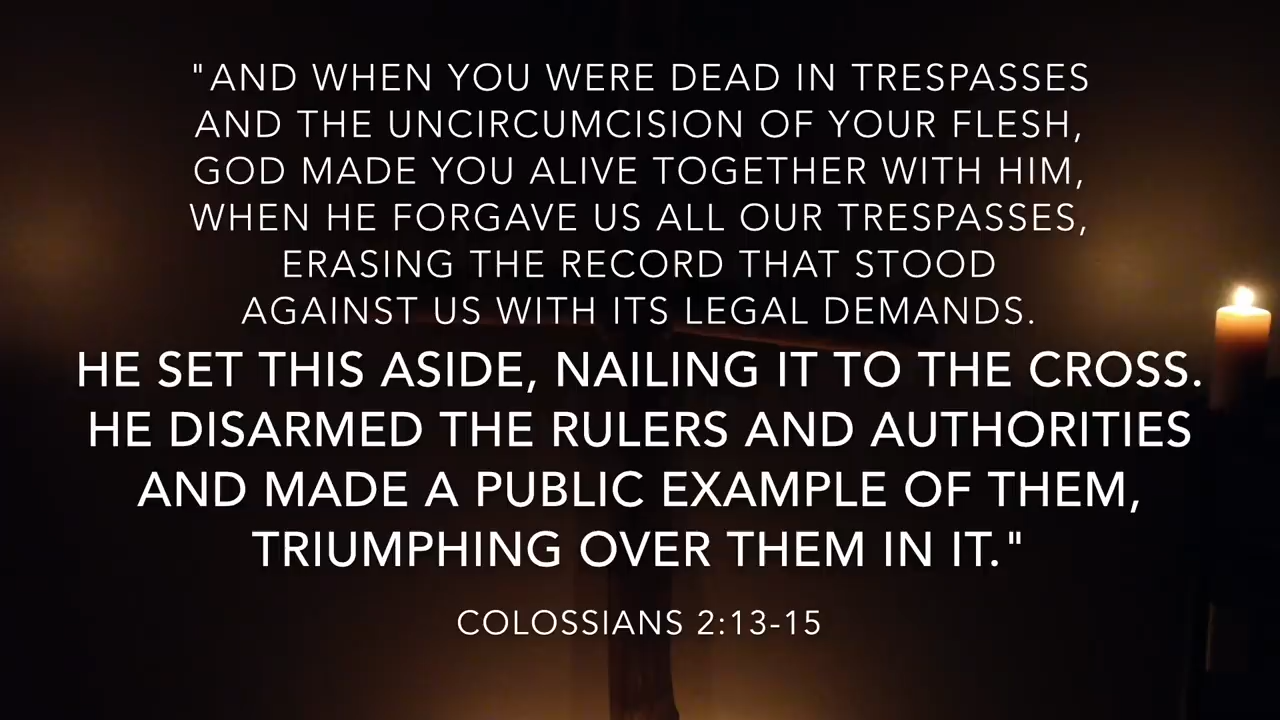 "AND WHEN YOU WERE DEAD IN TRESPASSES
AND THE UNCIRCUMCISION OF YOUR FLESH,
GOD MADE YOU ALIVE TOGETHER WITH HIM,
WHEN HE FORGAVE US ALL OUR TRESPASSES,
ERASING THE RECORD THAT STOOD
AGAINST US WITH ITS LEGAL DEMANDS.
HE SET THIS ASIDE, NAILING IT TO THE CROSS.
HE DISARMED THE RULERS AND AUTHORITIES
AND MADE A PUBLIC EXAMPLE OF THEM,
TRIUMPHING OVER THEM IN IT."
COLOSSIANS 2:13-15